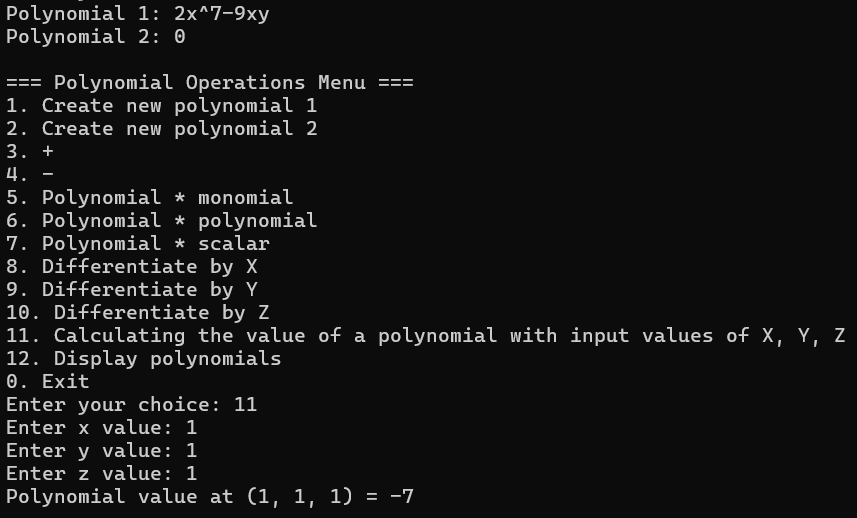 Polynomial 1: 2x^7-9xy
Polynomial 2: 0
=== Polynomial Operations Menu ===
1. Create new polynomial 1
2. Create new polynomial 2
3. +
4. -
5. Polynomial * monomial
6. Polynomial * polynomial
7. Polynomial * scalar
8. Differentiate by X
9. Differentiate by Y
10. Differentiate by Z
11. Calculating the value of a polynomial with input values of X, Y, Z
12. Display polynomials
0. Exit
Enter your choice: 11
Enter x value: 1
Enter y value: 1
Enter z value: 1
Polynomial value at (1, 1, 1) = -7